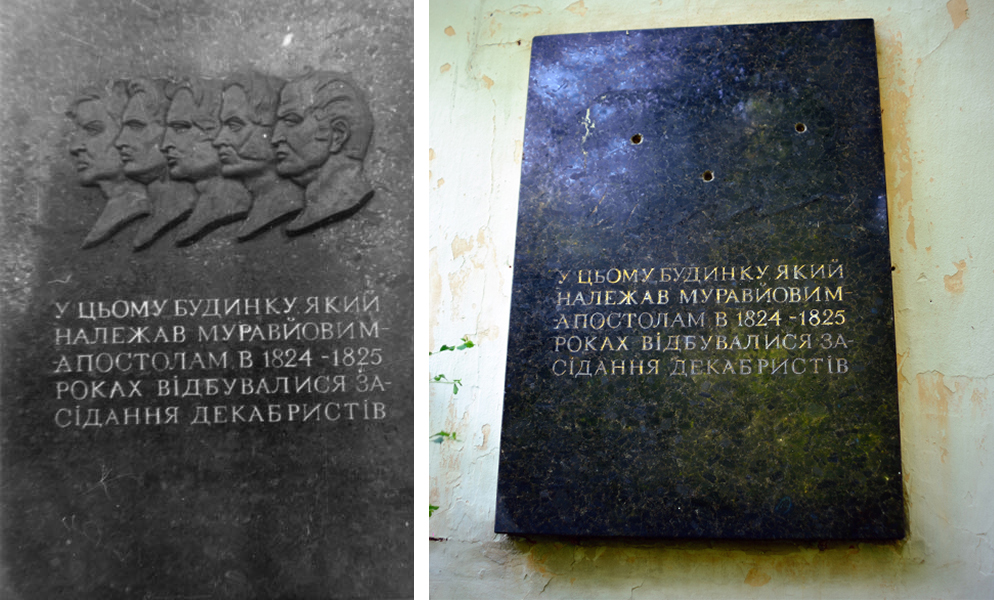 У ЦЬОМУ БУДИНКУ, ЯКИЙ
НАЛЕЖАВ МУРАВЙОВИМ-
АПОСТОЛАМ В 1824 -1825
РОКАХ ВІДБУВАЛИСЯ ЗА-
СІДАННЯ ДЕКАБРИСТІВ
У ЦЬОМУ БУДИНКУ, ЯКИЙ
НАЛЕЖАВ МУРАВЙОВИМ-
АПОСТОЛАМ В 1824 -1825
РОКАХ ВІДБУВАЛИСЯ ЗА-
СІДАННЯ ДЕКАБРИСТІВ